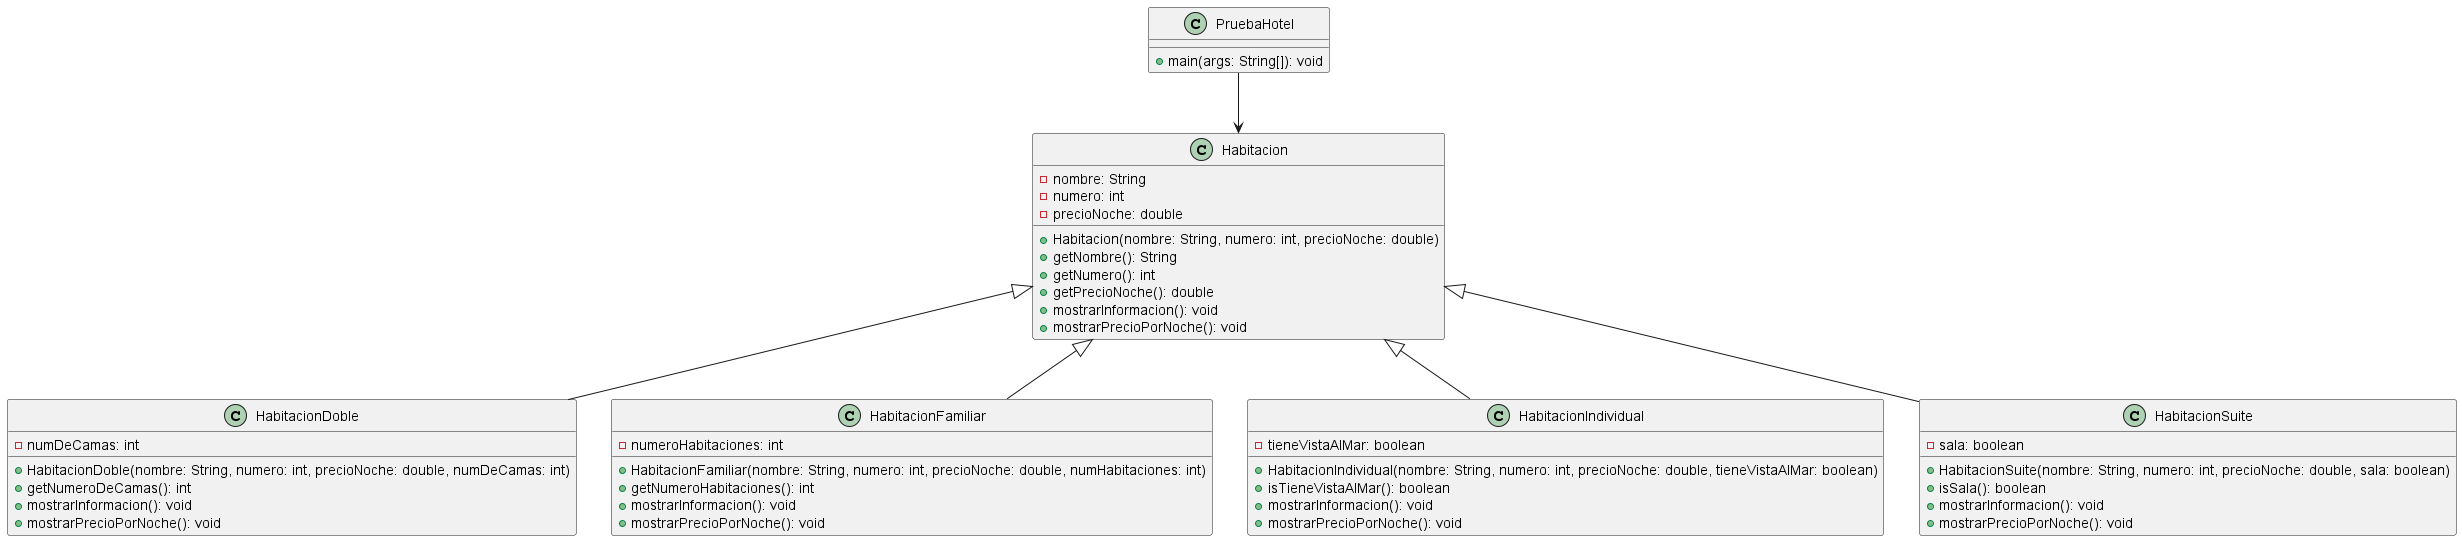 C PruebaHotel
main(args: String[]): void
C Habitacion
nombre: String
numero: int
precioNoche: double
Habitacion(nombre: String, numero: int, precioNoche: double)
getNombre(): String
getNumero(): int
getPrecioNoche(): double
mostrarInformacion(): void
mostrarPrecioPorNoche(): void
C HabitacionDoble
numDeCamas: int
HabitacionDoble(nombre: String, numero: int, precioNoche: double, numDeCamas: int)
getNumeroDeCamas(): int
mostrarInformacion(): void
mostrarPrecioPorNoche(): void
C HabitacionFamiliar
numeroHabitaciones: int
HabitacionFamiliar(nombre: String, numero: int, precioNoche: double, numHabitaciones: int)
getNumeroHabitaciones(): int
mostrarInformacion(): void
mostrarPrecioPorNoche(): void
C HabitacionIndividual
tieneVistaAlMar: boolean
HabitacionIndividual(nombre: String, numero: int, precioNoche: double, tieneVistaAlMar: boolean)
isTieneVistaAlMar(): boolean
mostrarInformacion(): void
mostrarPrecioPorNoche(): void
C HabitacionSuite
sala: boolean
HabitacionSuite(nombre: String, numero: int, precioNoche: double, sala: boolean)
isSala(): boolean
mostrarInformacion(): void
mostrarPrecioPorNoche(): void